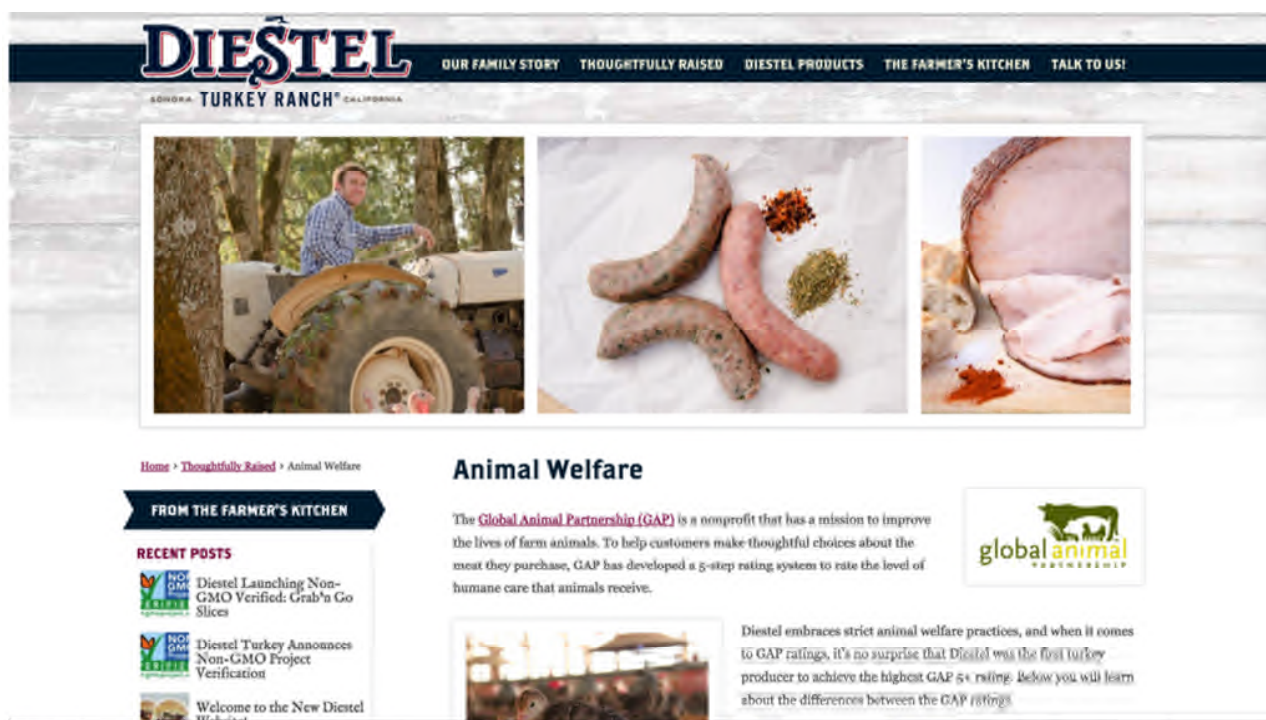 DIESTEL
SONORA TURKEY RANCH® CALIFORNIA
OUR FAMILY STORY THOUGHTFULLY RAISED DIESTEL PRODUCTS THE FARMER'S KITCHEN TALK TO US!
Home > Thoughtfully Raised > Animal Welfare
FROM THE FARMER'S KITCHEN
RECENT POSTS
Diestel Launching Non-
GMO Verified: Grab'n Go
Slices
Diestel Turkey Announces
Non-GMO Project
Verification
Welcome to the New Diestel
Website!
Animal Welfare
The Global Animal Partnership (GAP) is a nonprofit that has a mission to improve
the lives of farm animals. To help customers make thoughtful choices about the
meat they purchase, GAP has developed a 5-step rating system to rate the level of
humane care that animals receive.
global animal
PARTNERSHIP
Diestel embraces strict animal welfare practices, and when it comes
to GAP ratings, it's no surprise that Diestel was the first turkey
producer to achieve the highest GAP 5+ rating. Below you will learn
about the differences between the GAP ratings.